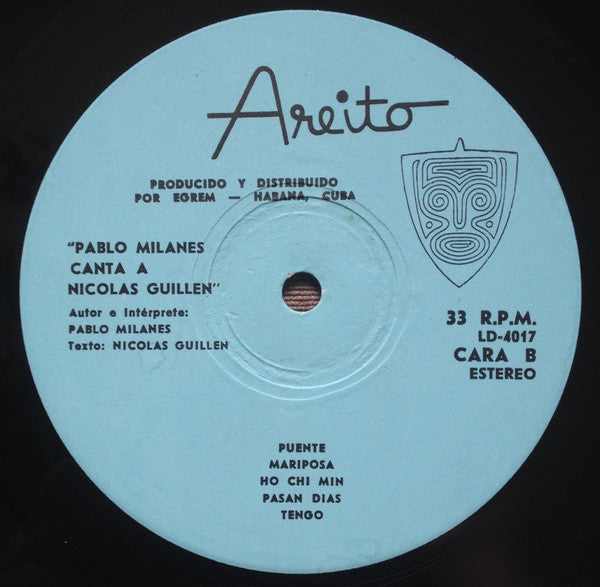 Areito
PRODUCIDO Y DISTRIBUIDO
POR EGREM — HABANA, CUBA
"PABLO MILANES
CANTA A
NICOLAS GUILLEN"
Autor e Intérprete:
PABLO MILANES
Texto: NICOLAS GUILLEN
33 R.P.M.
LD-4017
CARA B
ESTEREO
PUENTE
MARIPOSA
HO CHI MIN
PASAN DIAS
TENGO